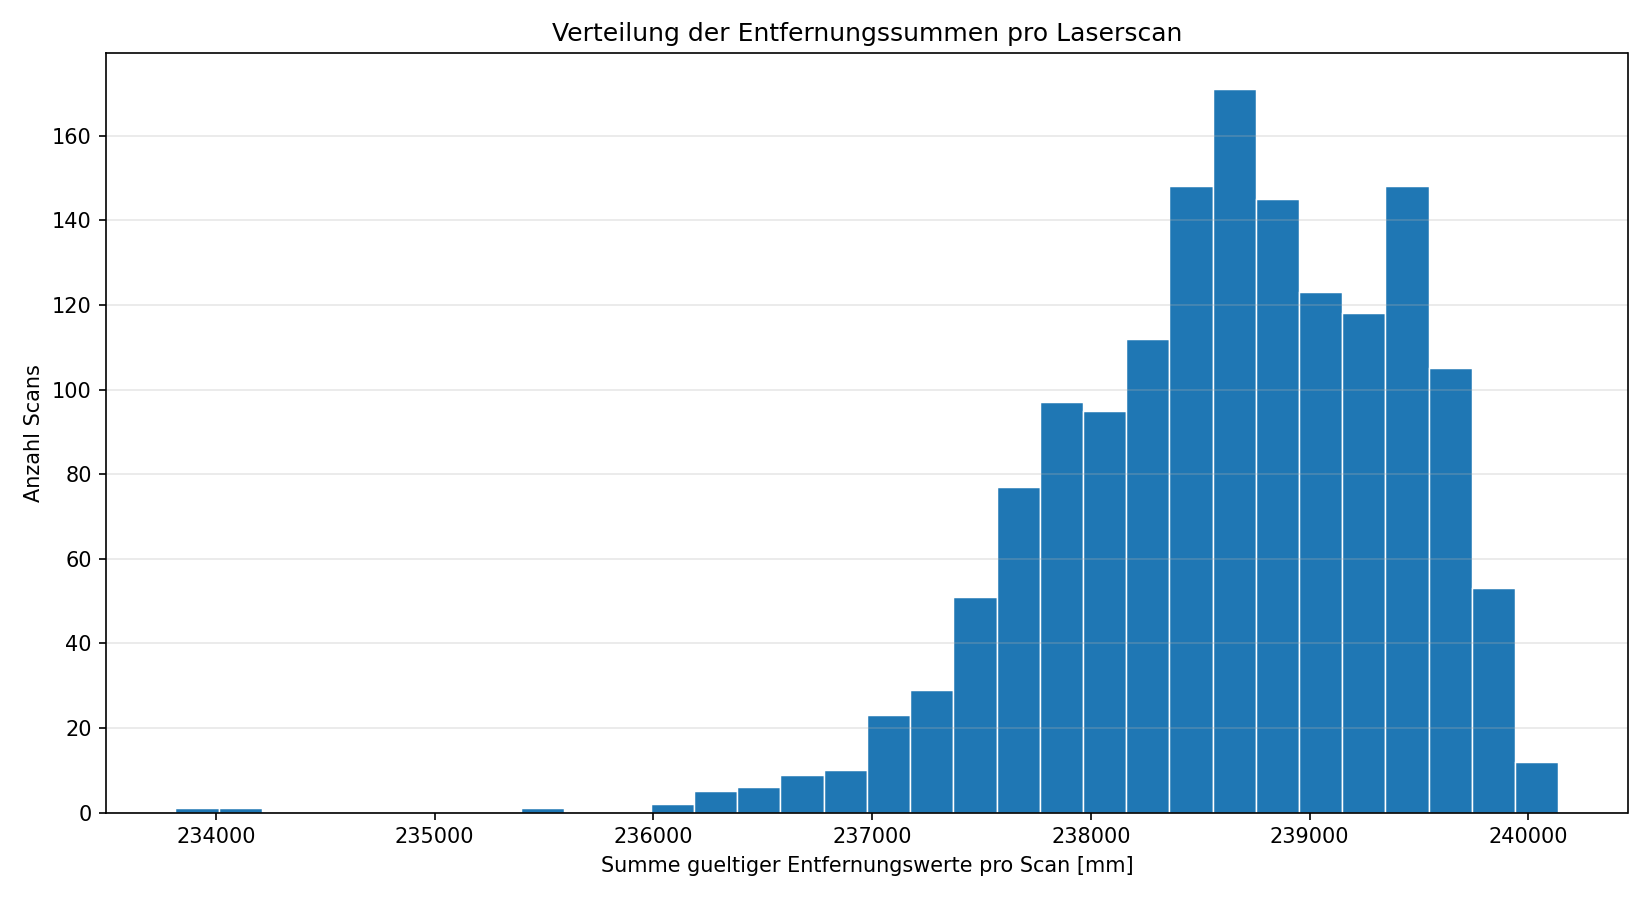 Verteilung der Entfernungssummen pro Laserscan
Anzahl Scans
160
140
120
100
80
60
40
20
0
234000 235000 236000 237000 238000 239000 240000
Summe gueltiger Entfernungswerte pro Scan [mm]